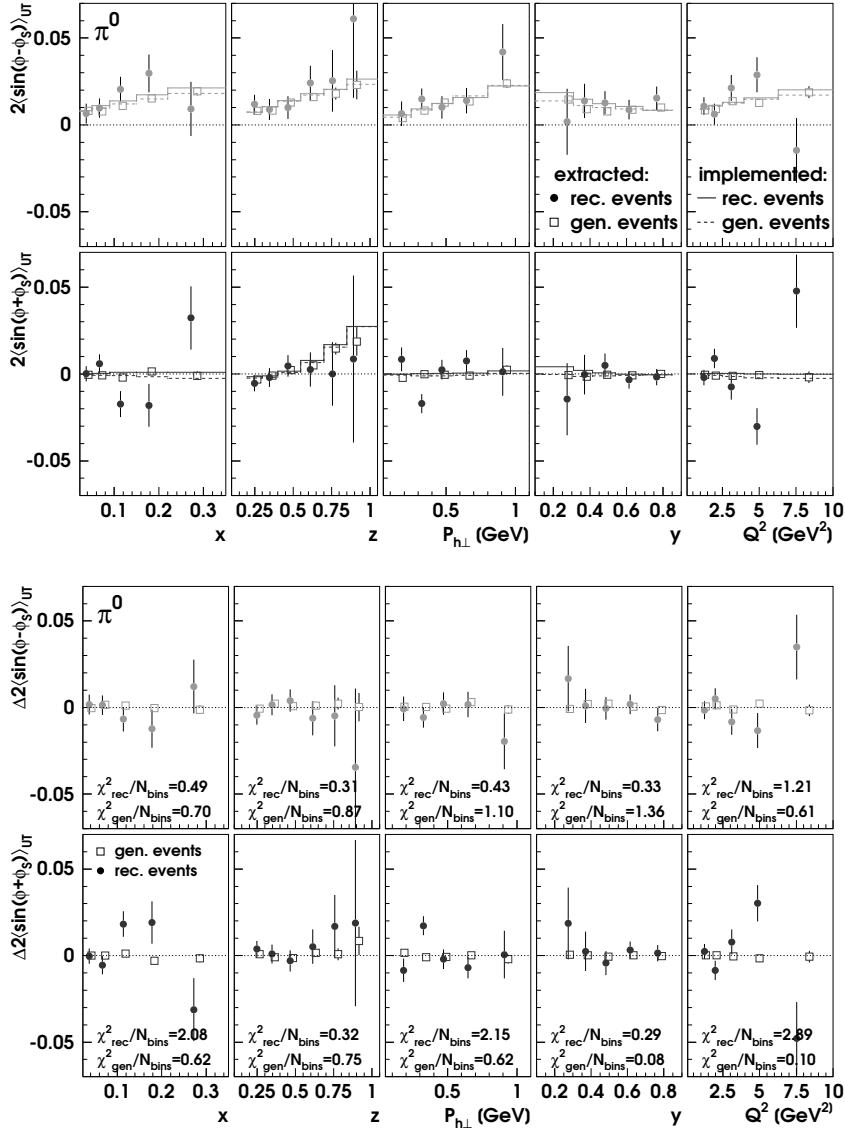 2⟨sin(ϕ-ϕS)⟩UT
0.05
0
-0.05
π0
extracted:
rec. events
gen. events
implemented:
rec. events
gen. events
2⟨sin(ϕ+ϕS)⟩UT
0.05
0
-0.05
0.1 0.2 0.3
0.25 0.5 0.75 1
0.5 1
0.2 0.4 0.6 0.8
2.5 5 7.5 10
x
z
Ph⊥ (GeV)
y
Q2 (GeV2)
Δ2⟨sin(ϕ-ϕS)⟩UT
0.05
0
-0.05
π0
χ2rec/Nbins=0.49
χ2gen/Nbins=0.70
χ2rec/Nbins=0.31
χ2gen/Nbins=0.87
χ2rec/Nbins=0.43
χ2gen/Nbins=1.10
χ2rec/Nbins=0.33
χ2gen/Nbins=1.36
χ2rec/Nbins=1.21
χ2gen/Nbins=0.61
Δ2⟨sin(ϕ+ϕS)⟩UT
0.05
0
-0.05
gen. events
rec. events
χ2rec/Nbins=2.08
χ2gen/Nbins=0.62
χ2rec/Nbins=0.32
χ2gen/Nbins=0.75
χ2rec/Nbins=2.15
χ2gen/Nbins=0.62
χ2rec/Nbins=0.29
χ2gen/Nbins=0.08
χ2rec/Nbins=2.89
χ2gen/Nbins=0.10
0.1 0.2 0.3
0.25 0.5 0.75 1
0.5 1
0.2 0.4 0.6 0.8
2.5 5 7.5 10
x
z
Ph⊥ (GeV)
y
Q2 (GeV2)